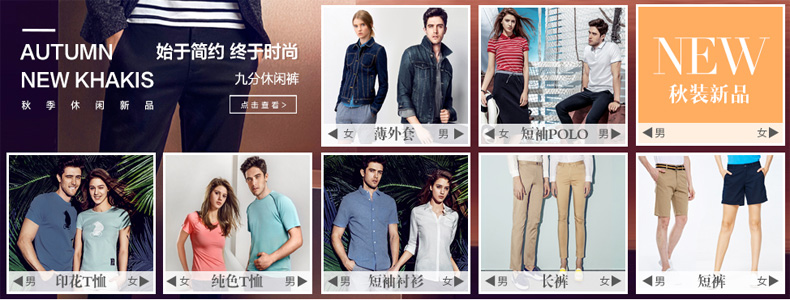 AUTUMN
NEW KHAKIS
秋季休闲新品
始于简约 终于时尚
九分休闲裤
点击查看>
◀女 薄外套 男▶
◀女 短袖POLO 男▶
NEW
秋装新品
◀男 女▶
◀男 印花T恤 女▶
◀女 纯色T恤 男▶
◀男 短袖衬衫 女▶
◀男 长裤 女▶
◀男 短裤 女▶